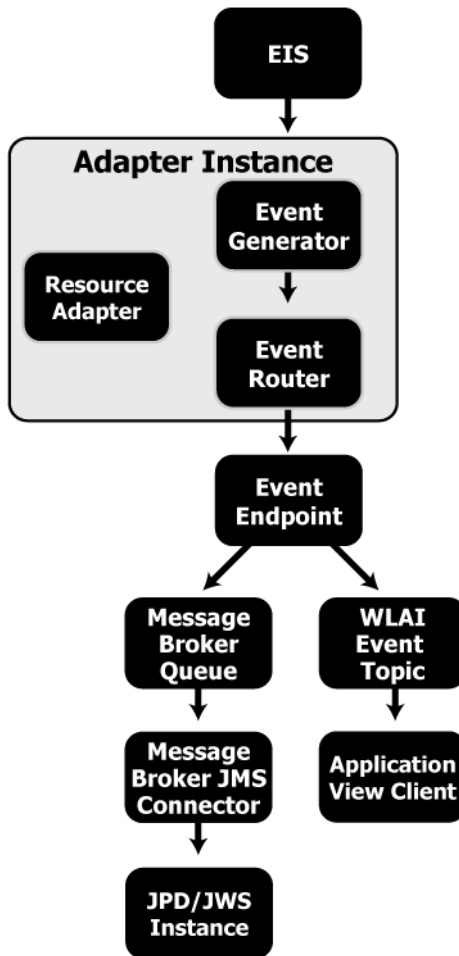 EIS
Adapter Instance
Event
Generator
Resource
Adapter
Event
Router
Event
Endpoint
Message
Broker
Queue
WLAI
Event
Topic
Message
Broker JMS
Connector
Application
View Client
JPD/JWS
Instance